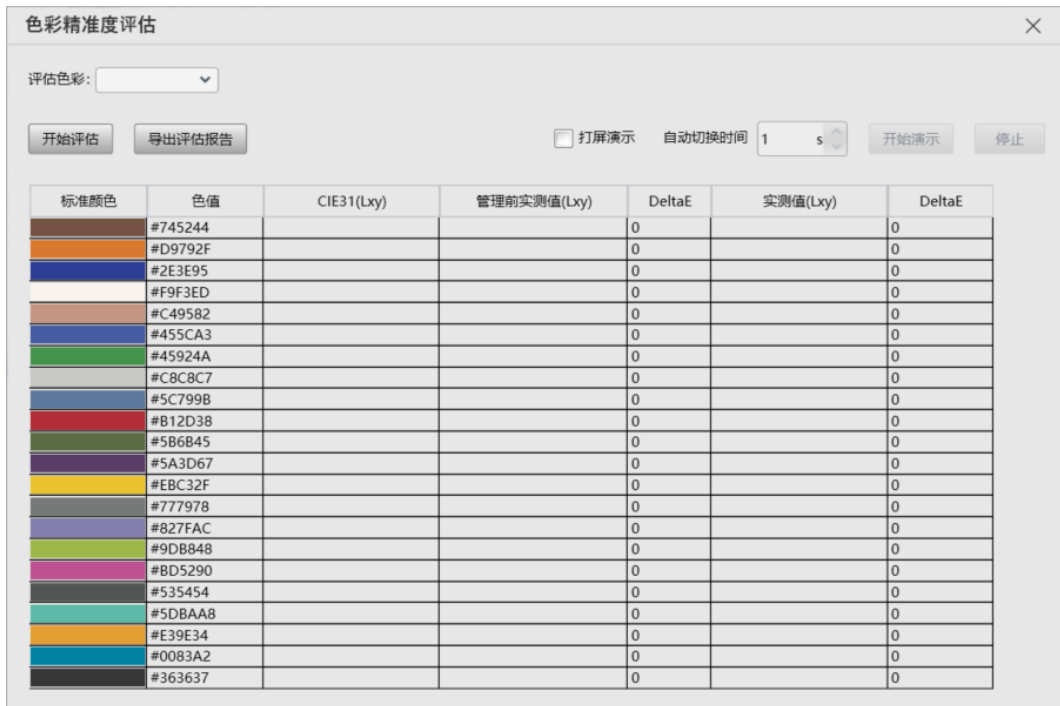 色彩精准度评估
评估色彩:
开始评估 导出评估报告 打屏演示 自动切换时间 1 s 开始演示 停止
标准颜色 色值 CIE31(Lxy) 管理前实测值(Lxy) DeltaE 实测值(Lxy) DeltaE
#745244 0 0
#D9792F 0 0
#2E3E95 0 0
#F9F3ED 0 0
#C49582 0 0
#455CA3 0 0
#45924A 0 0
#C8C8C7 0 0
#5C799B 0 0
#B12D38 0 0
#5B6B45 0 0
#5A3D67 0 0
#EBC32F 0 0
#777978 0 0
#827FAC 0 0
#9DB848 0 0
#BD5290 0 0
#535454 0 0
#5DBAA8 0 0
#E39E34 0 0
#0083A2 0 0
#363637 0 0